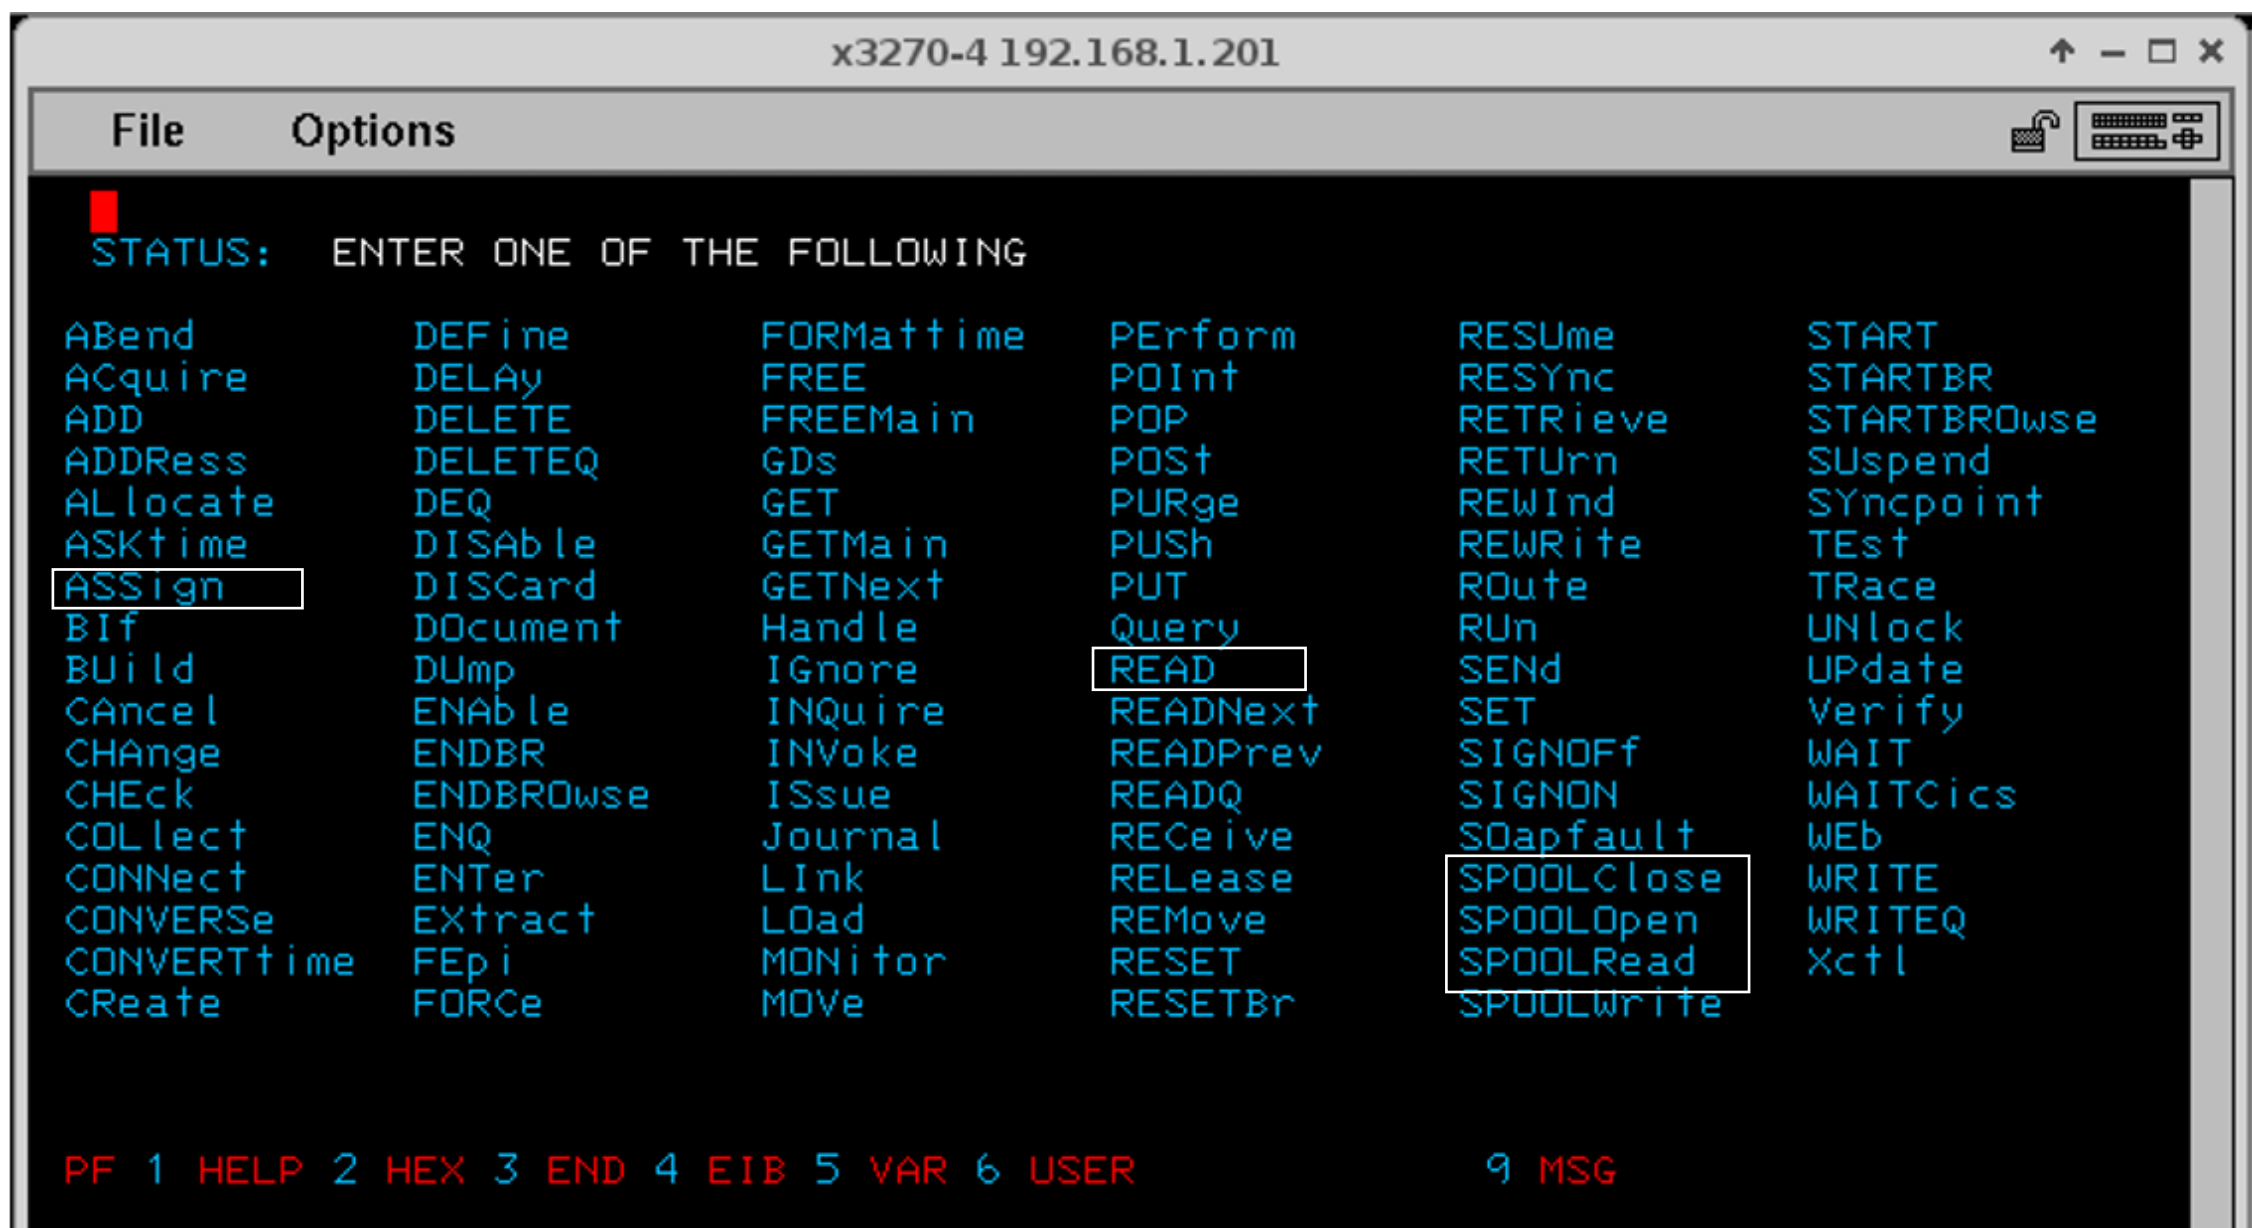 x3270-4 192.168.1.201
File Options
STATUS: ENTER ONE OF THE FOLLOWING
ABend DEFine FORMattime PErform RESUme START
ACquire DELAy FREE POInt RESYnc STARTBR
ADD DELETE FREEMain POP RETRieve STARTBROwse
ADDRess DELETEQ GDs POSt RETUrn SUspend
ALlocate DEQ GET PURge REWInd SYncpoint
ASKtime DISAble GETMain PUSh REWRite TEst
ASSign DISCard GETNext PUT ROute TRace
BIf DOcument Handle Query RUn UNlock
BUild DUmp IGnore READ SENd UPdate
CAncel ENAble INQuire READNext SET Verify
CHAnge ENDBR INVoke READPrev SIGNOFf WAIT
CHEck ENDBROwse ISsue READQ SIGNON WAITCics
COLlect ENQ Journal RECeive SOapfault WEb
CONNect ENTer LInk RELease SPOOLClose WRITE
CONVERSe EXtract LOad REMove SPOOLOpen WRITEQ
CONVERTtime FEpi MONitor RESET SPOOLRead Xctl
CReate FORCe MOVe RESETBr SPOOLWrite
PF 1 HELP 2 HEX 3 END 4 EIB 5 VAR 6 USER 9 MSG